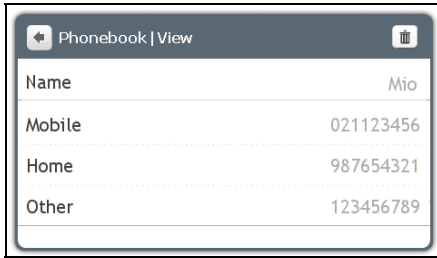 Phonebook | View
Name Mio
Mobile 021123456
Home 987654321
Other 123456789